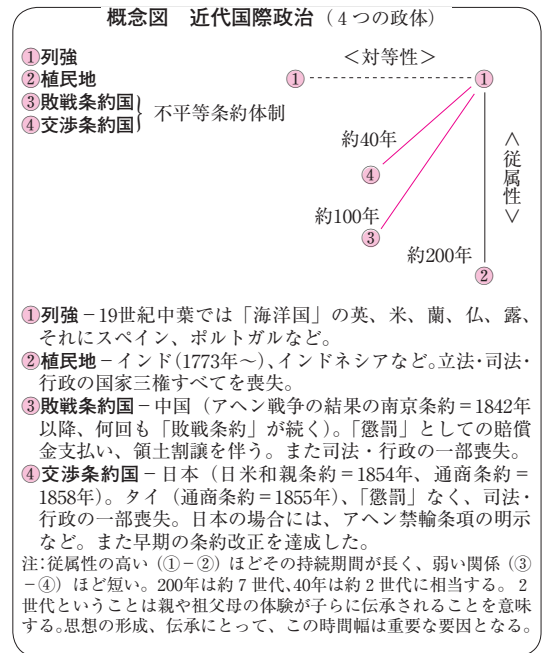 概念図 近代国際政治（４つの政体）
①列強
②植民地
③敗戦条約国
④交渉条約国
不平等条約体制
＜対等性＞
① ①
約40年
④
＜従属性＞
約100年
③
約200年
②
①列強－19世紀中葉では「海洋国」の英、米、蘭、仏、露、
それにスペイン、ポルトガルなど。
②植民地－インド(1773年～)、インドネシアなど。立法・司法・
行政の国家三権すべてを喪失。
③敗戦条約国－中国（アヘン戦争の結果の南京条約＝1842年
以降、何回も「敗戦条約」が続く）。「懲罰」としての賠償
金支払い、領土割譲を伴う。また司法・行政の一部喪失。
④交渉条約国－日本（日米和親条約＝1854年、通商条約＝
1858年）。タイ（通商条約＝1855年）、「懲罰」なく、司法・
行政の一部喪失。日本の場合には、アヘン禁輸条項の明示
など。また早期の条約改正を達成した。
注:従属性の高い（①－②）ほどその持続期間が長く、弱い関係（③
－④）ほど短い。200年は約７世代、40年は約２世代に相当する。２
世代ということは親や祖父母の体験が子らに伝承されることを意味
する。思想の形成、伝承にとって、この時間幅は重要な要因となる。